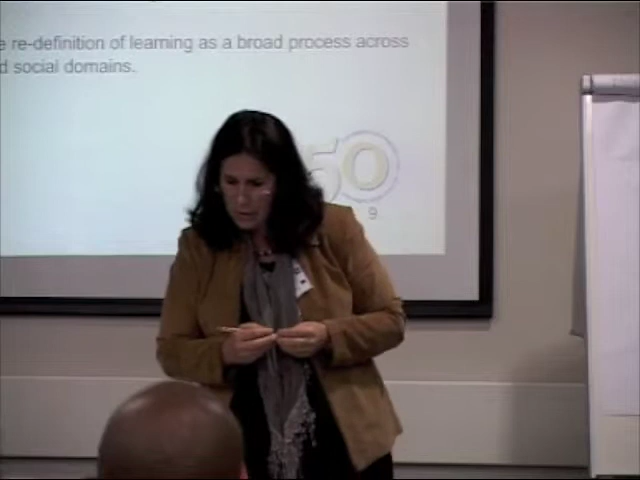 re-definition of learning as a broad process across
social domains.
50
9